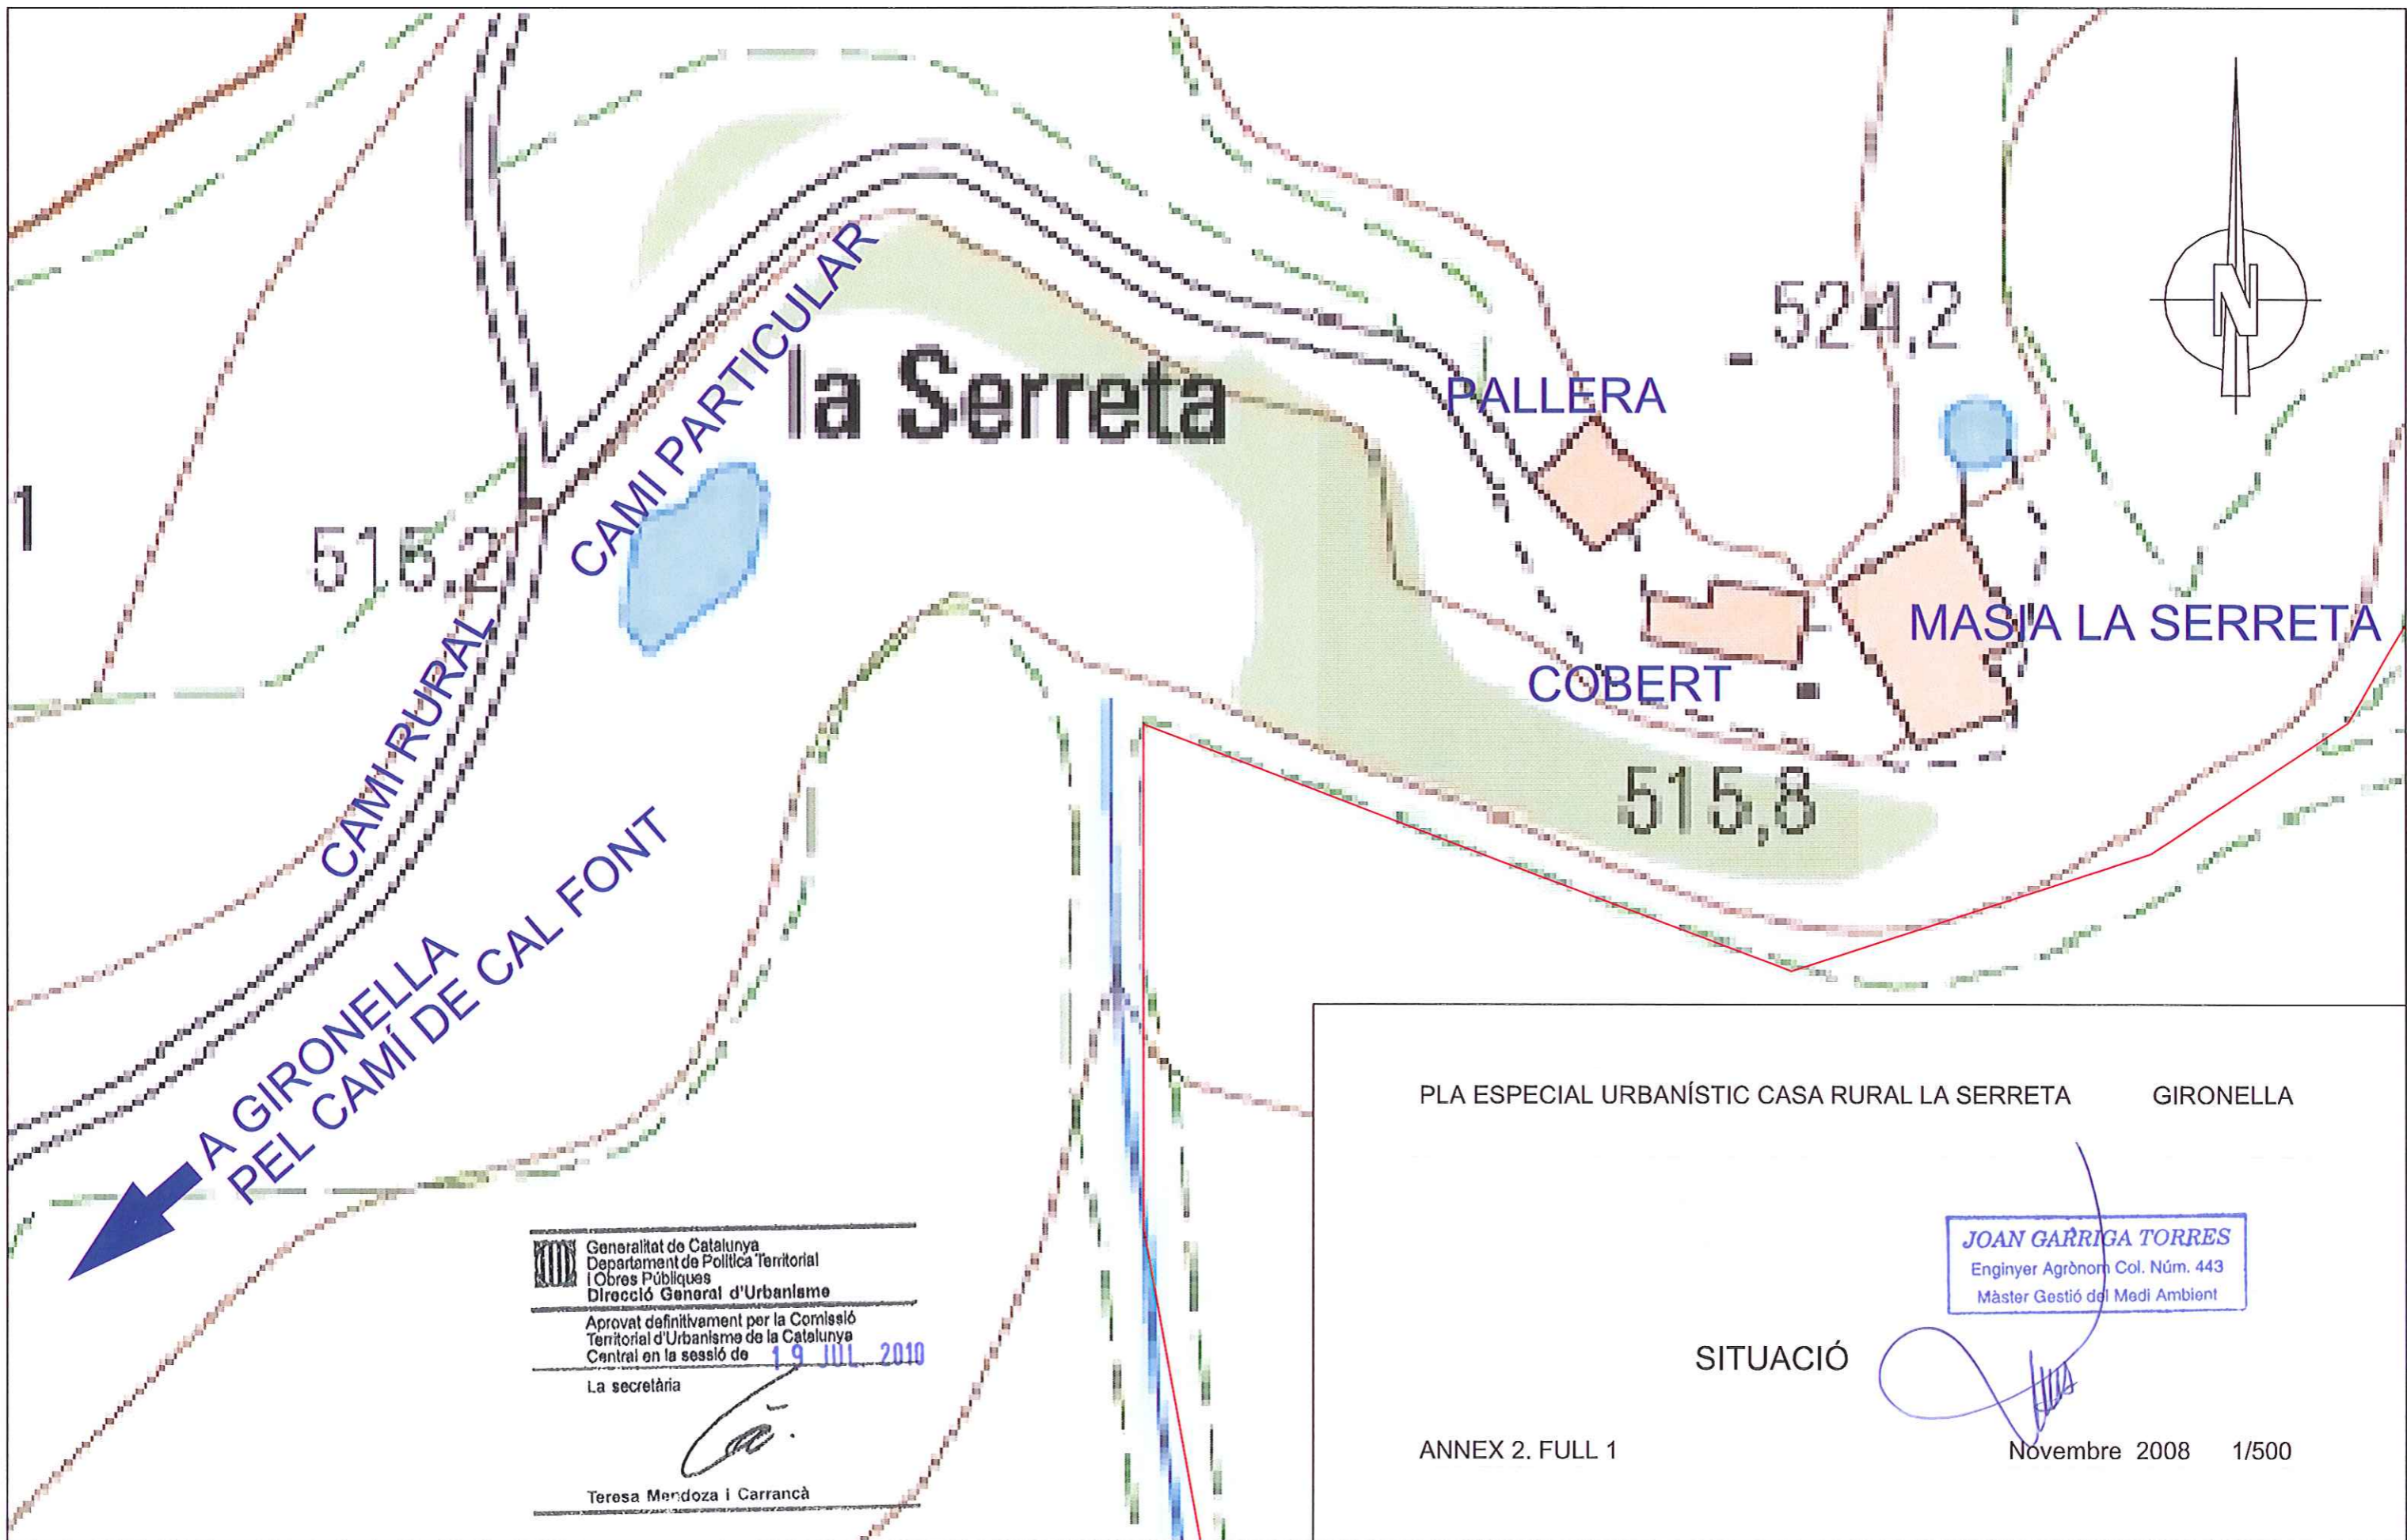 CAMI PARTICULAR
la Serreta
PALLERA
524,2
N
1
CAMI RURAL
COBERT
MASIA LA SERRETA
515,8
A GIRONELLA
PEL CAMÍ DE CAL FONT
Generalitat de Catalunya
Departament de Política Territorial
i Obres Públiques
Direcció General d'Urbanisme
Aprovat definitivament per la Comissió
Territorial d'Urbanisme de la Catalunya
Central en la sessió de 19 JUL. 2010
La secretària
Teresa Mendoza i Carrancà
PLA ESPECIAL URBANÍSTIC CASA RURAL LA SERRETA GIRONELLA
JOAN GARRIGA TORRES
Enginyer Agrònom Col. Núm. 443
Màster Gestió del Medi Ambient
SITUACIÓ
ANNEX 2. FULL 1
Novembre 2008 1/500